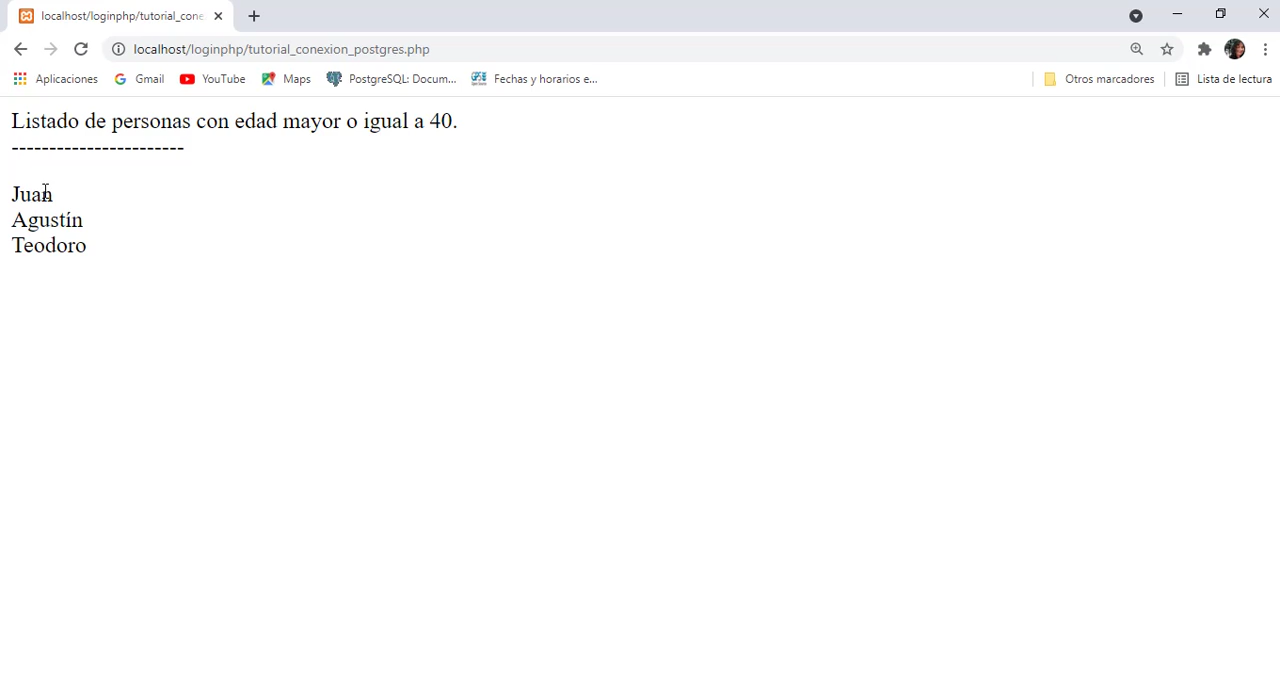 localhost/loginphp/tutorial_cone
localhost/loginphp/tutorial_conexion_postgres.php
Aplicaciones Gmail YouTube Maps PostgreSQL: Docum... Fechas y horarios e... Otros marcadores Lista de lectura
Listado de personas con edad mayor o igual a 40.
-----------------------
Juan
Agustín
Teodoro